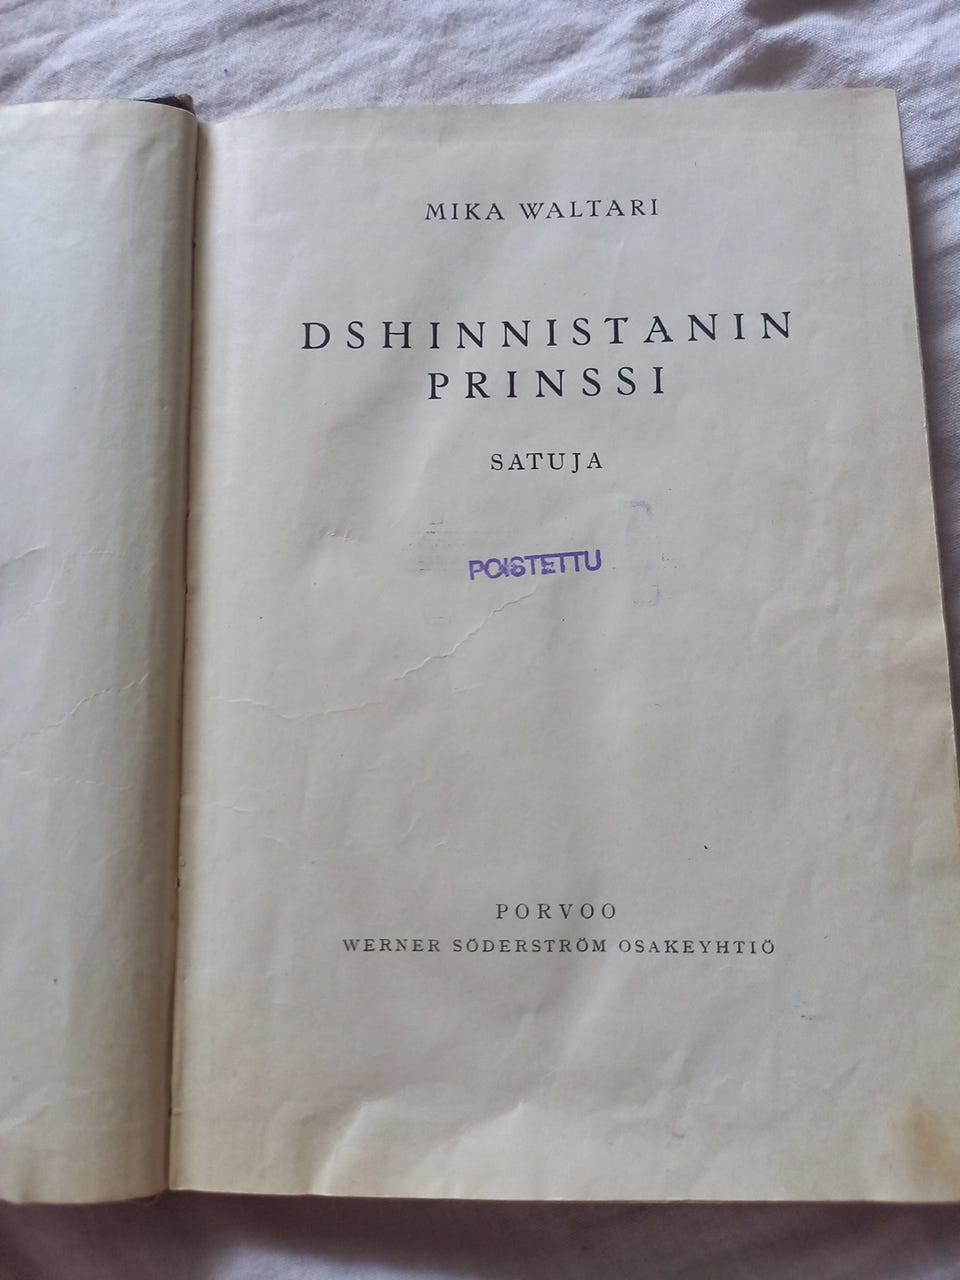 MIKA WALTARI
DSHINNISTANIN
PRINSSI
SATUJA
POISTETTU
PORVOO
WERNER SÖDERSTRÖM OSAKEYHTIÖ